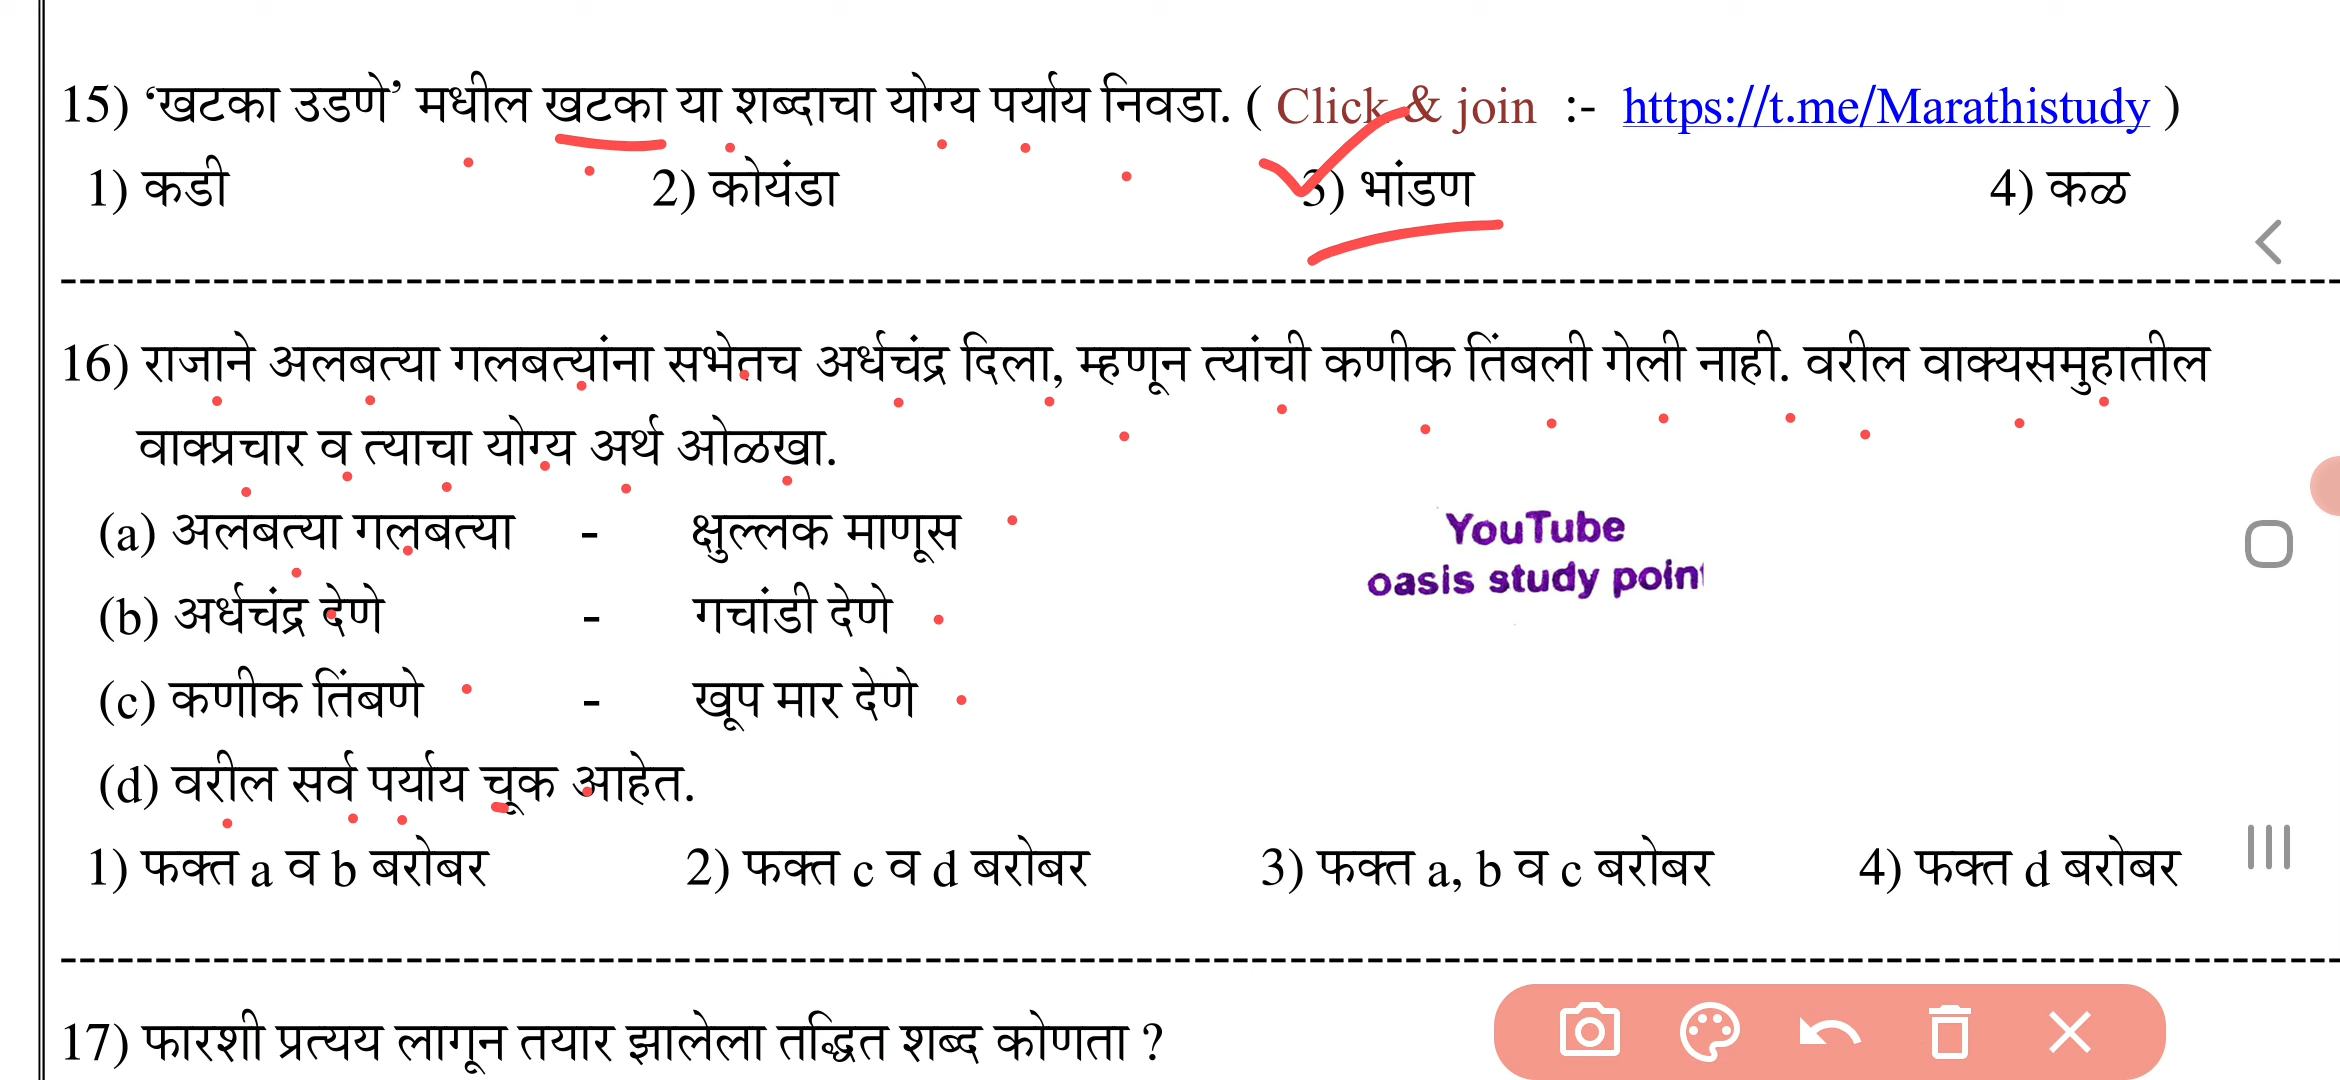 15) ‘खटका उडणे’ मधील खटका या शब्दाचा योग्य पर्याय निवडा. ( Click & join :- https://t.me/Marathistudy )
1) कडी 2) कोयंडा 3) भांडण 4) कळ
16) राजाने अलबत्या गलबत्यांना सभेतच अर्धचंद्र दिला, म्हणून त्यांची कणीक तिंबली गेली नाही. वरील वाक्यसमुहातील
वाक्प्रचार व त्याचा योग्य अर्थ ओळखा.
(a) अलबत्या गलबत्या - क्षुल्लक माणूस
(b) अर्धचंद्र देणे - गचांडी देणे
(c) कणीक तिंबणे - खूप मार देणे
(d) वरील सर्व पर्याय चूक आहेत.
YouTube
oasis study point
1) फक्त a व b बरोबर 2) फक्त c व d बरोबर 3) फक्त a, b व c बरोबर 4) फक्त d बरोबर
17) फारशी प्रत्यय लागून तयार झालेला तद्धित शब्द कोणता ?